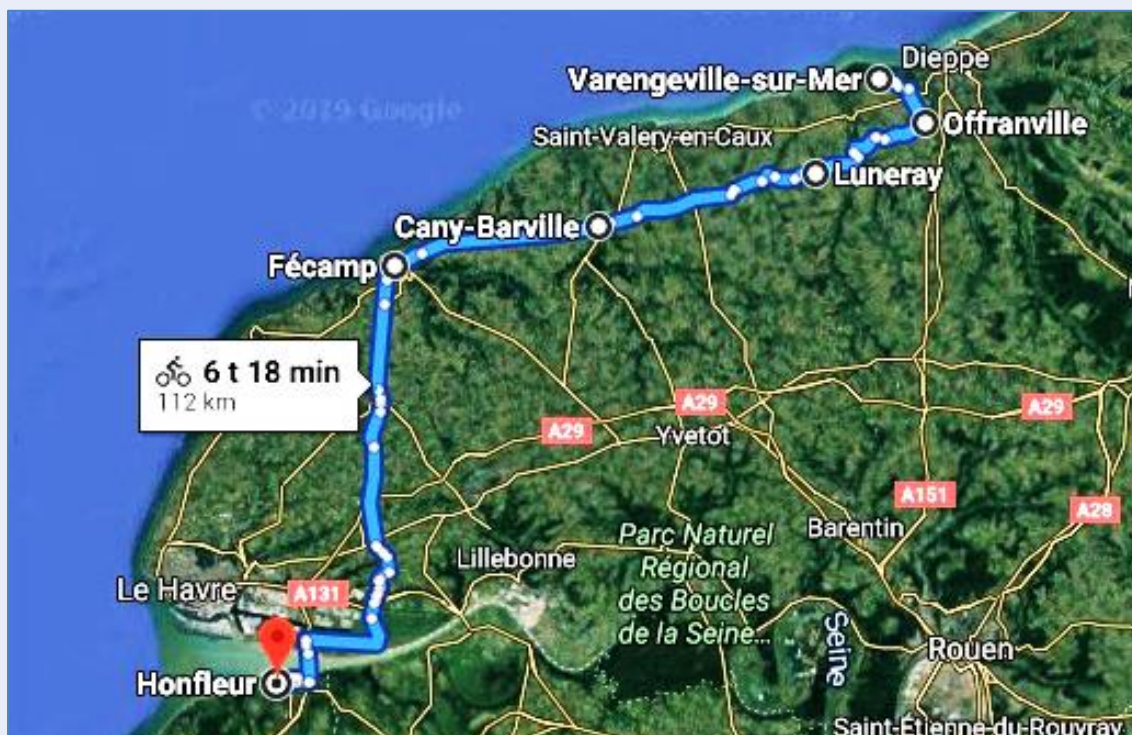 Dieppe
Varengeville-sur-Mer
© 2019 Google
Offranville
Saint-Valery-en-Caux
Luneray
Cany-Barville
Fécamp
6 t 18 min
112 km
A29
A29
A29
Yvetot
A151
A28
Barentin
Parc Naturel
Régional
des Boucles
de la Seine...
Lillebonne
Le Havre
A131
Seine
Rouen
Honfleur
Saint-Étienne-du-Rouvray